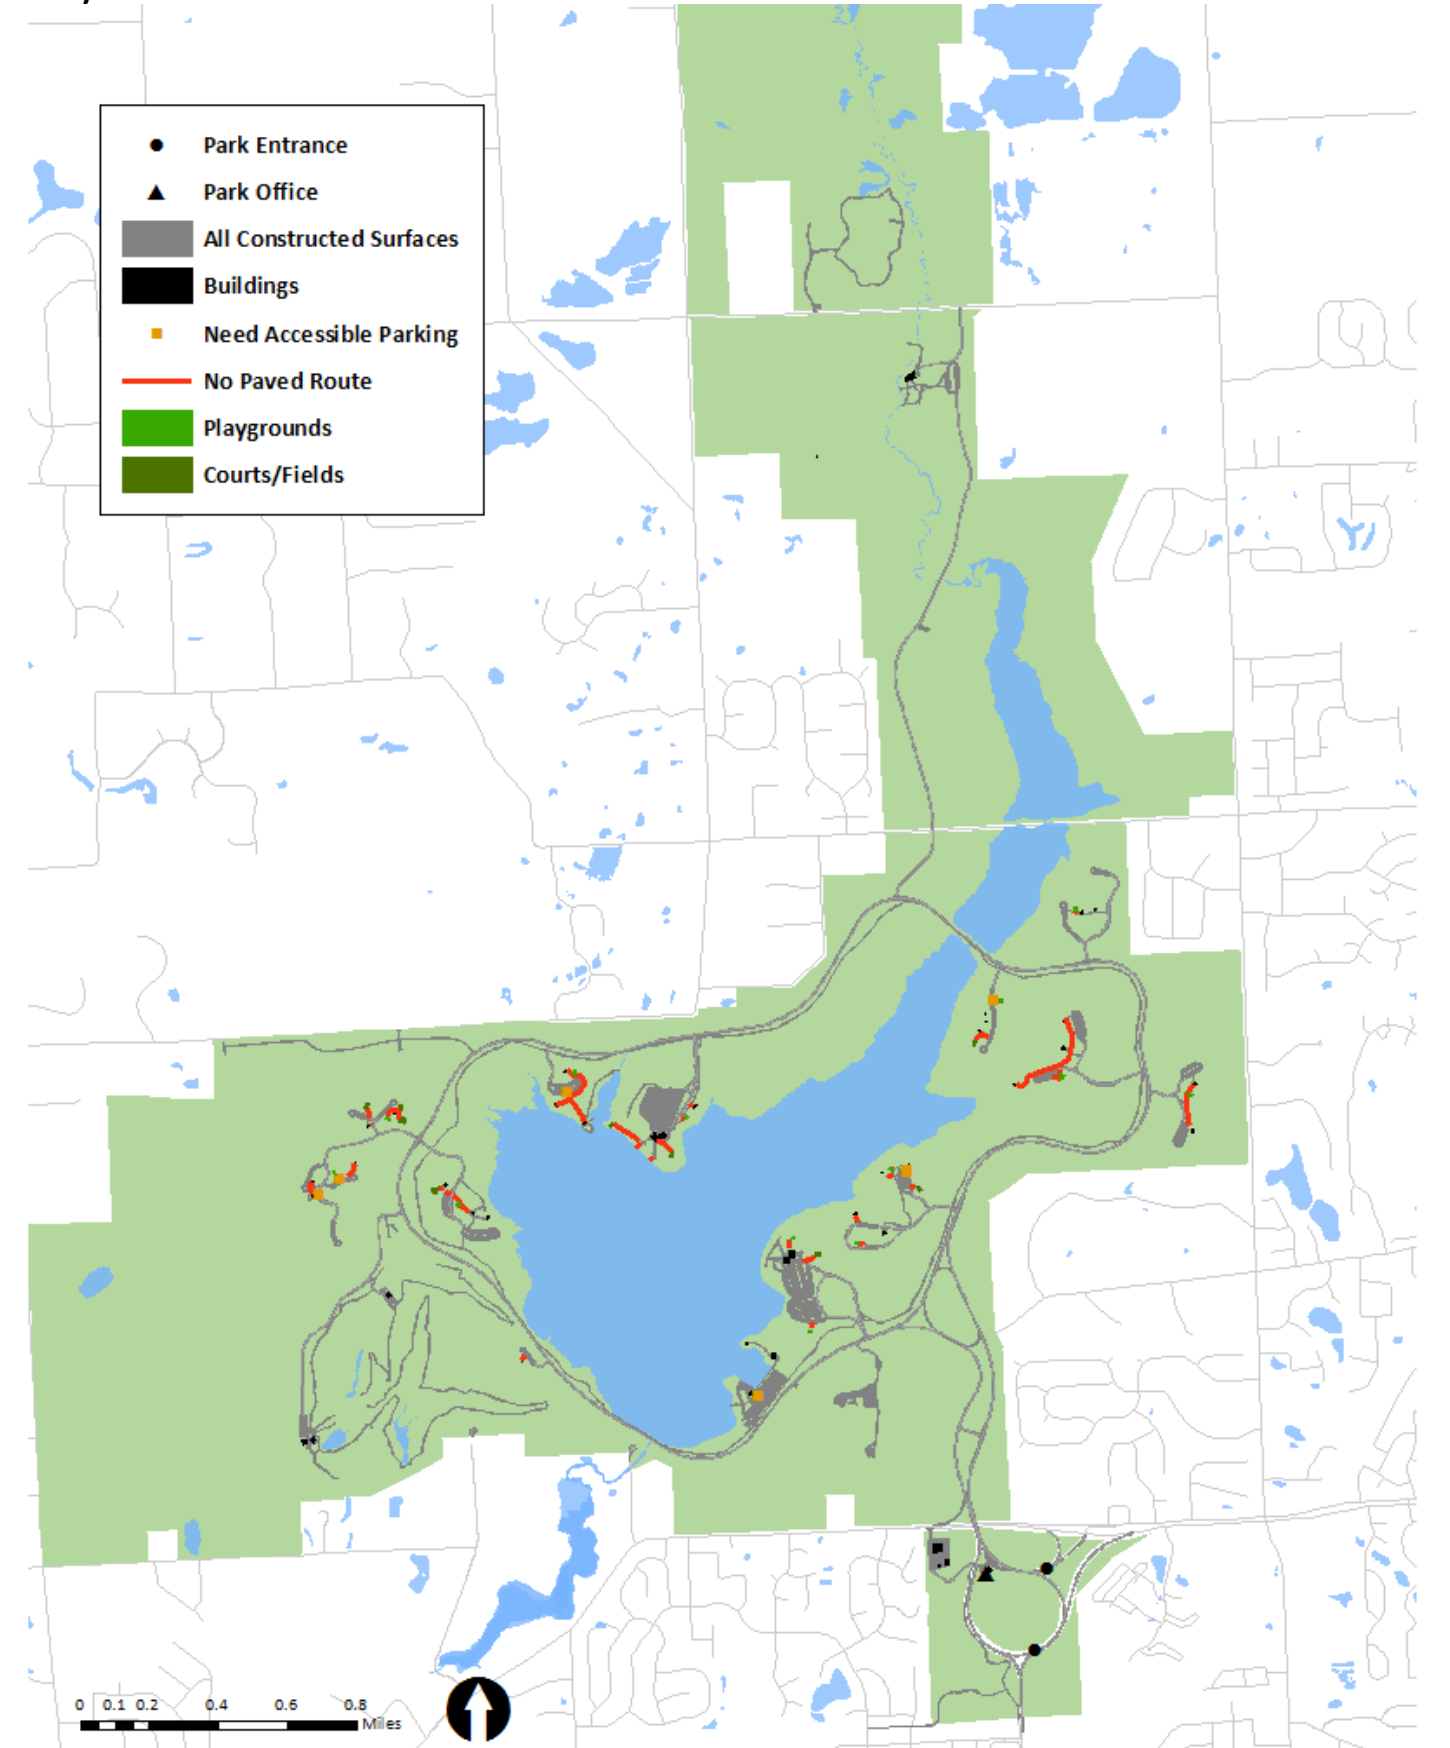 Park Entrance
Park Office
All Constructed Surfaces
Buildings
Need Accessible Parking
No Paved Route
Playgrounds
Courts/Fields
0 0.1 0.2 0.4 0.6 0.8
Miles